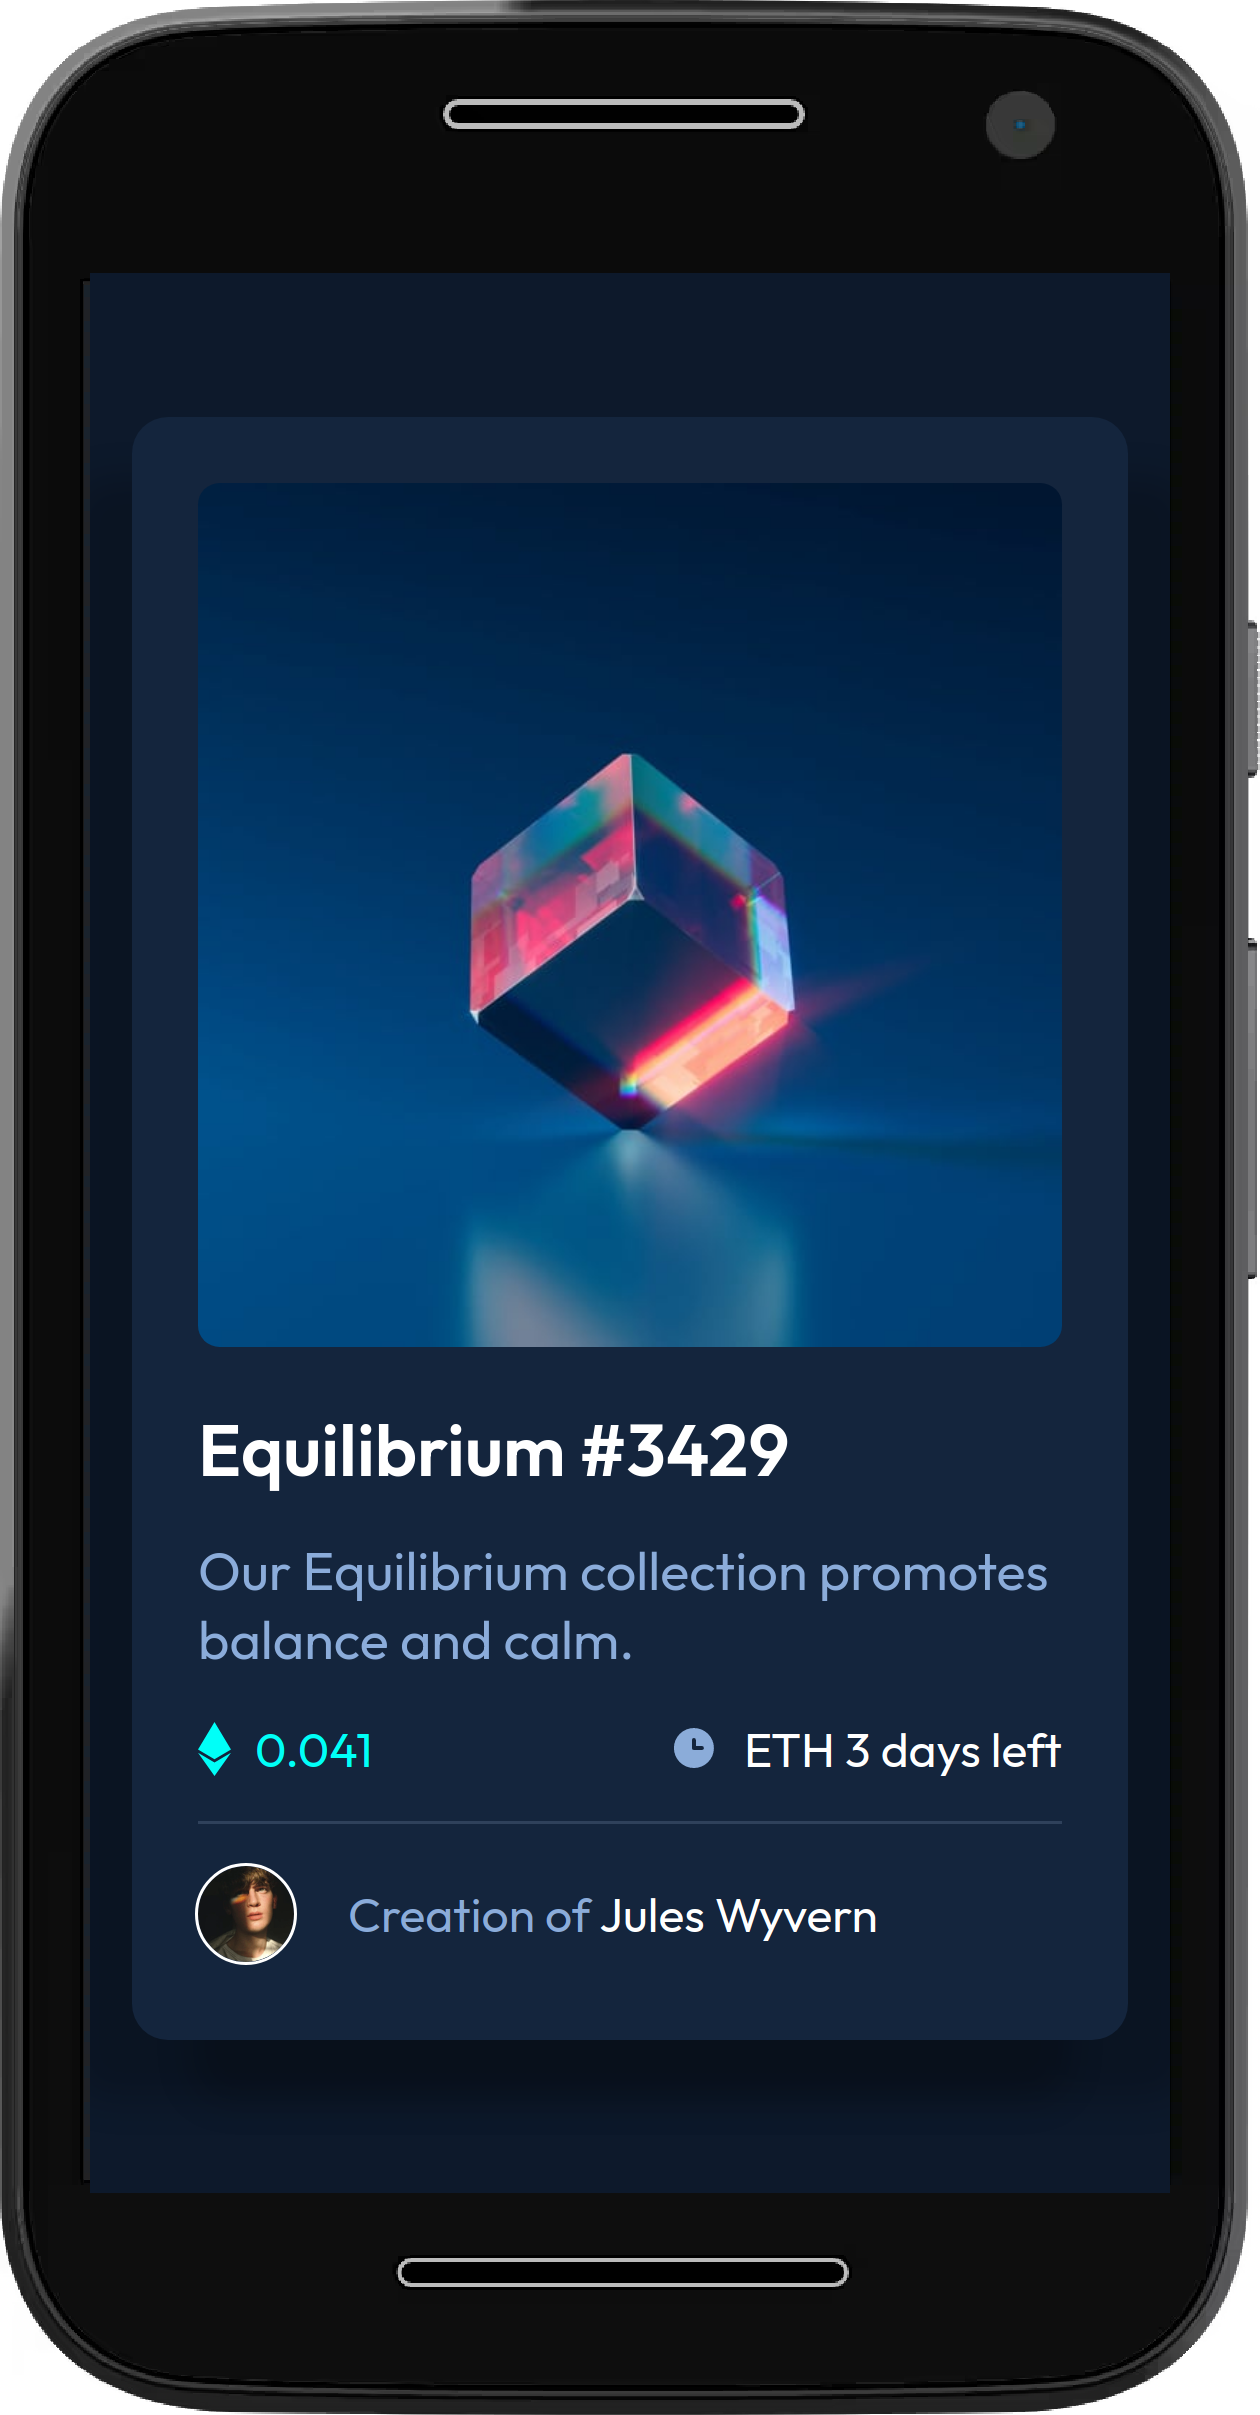 Equilibrium #3429
Our Equilibrium collection promotes
balance and calm.
0.041
ETH 3 days left
Creation of Jules Wyvern